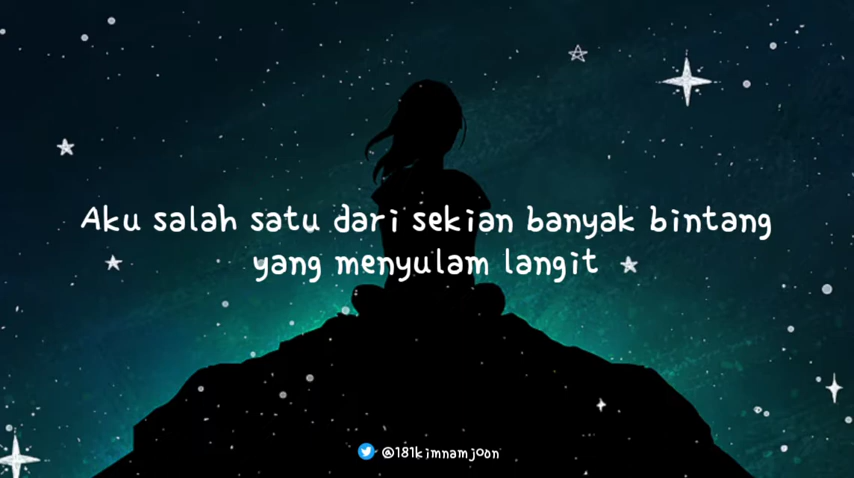 Aku salah satu dari sekian banyak bintang
yang menyulam langit
@181kimnamjoon